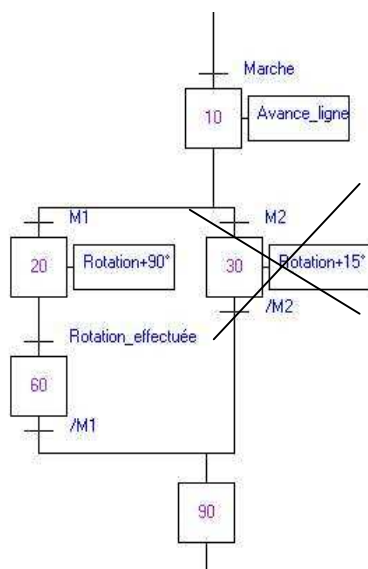 Marche
10
Avance_ligne
M1
M2
20
Rotation+90°
30
Rotation+15°
/M2
Rotation_effectuée
60
/M1
90